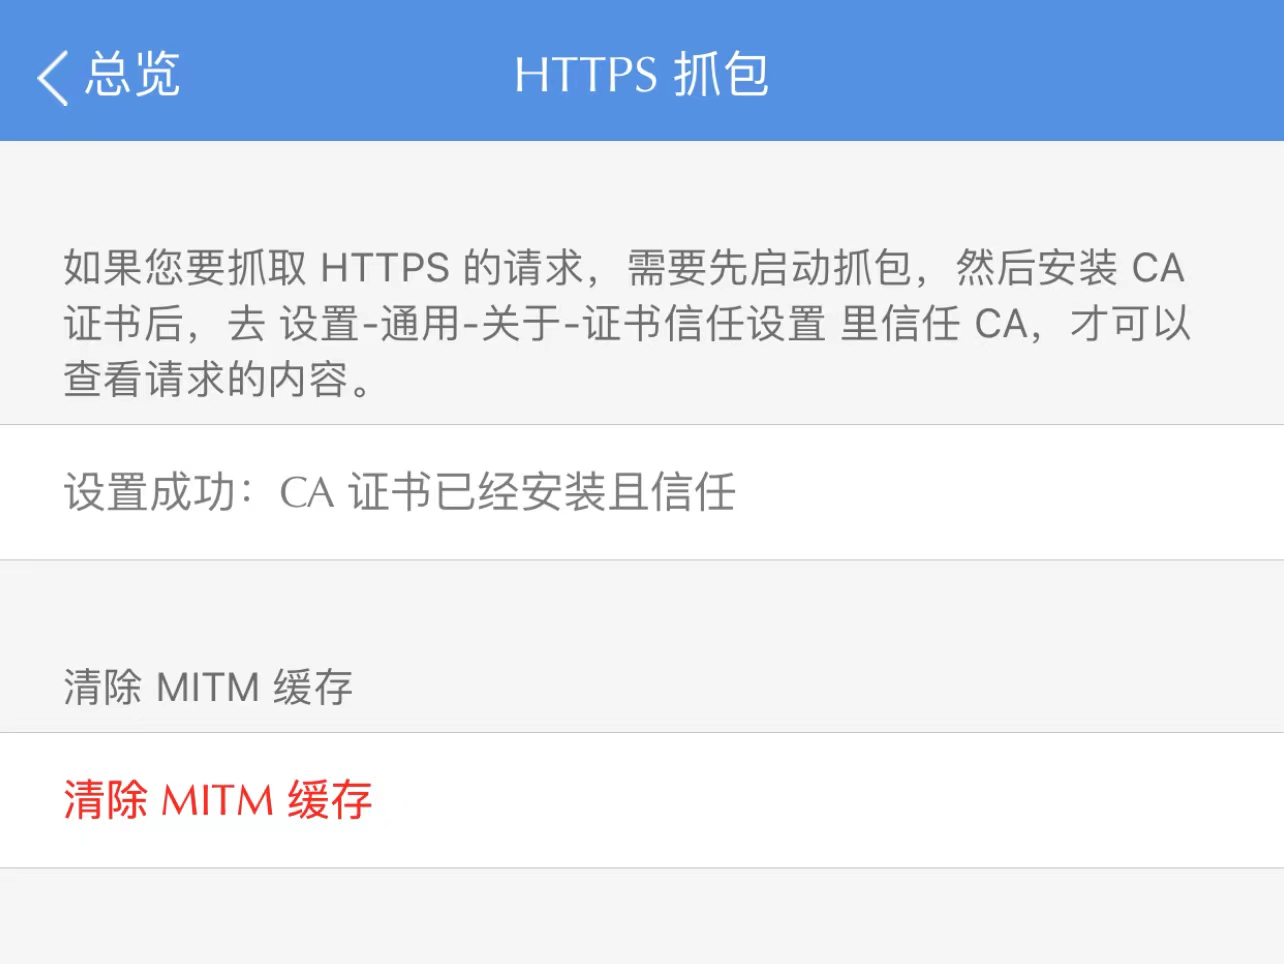 总览
HTTPS 抓包
如果您要抓取 HTTPS 的请求，需要先启动抓包，然后安装 CA
证书后，去 设置-通用-关于-证书信任设置 里信任 CA，才可以
查看请求的内容。
设置成功：CA 证书已经安装且信任
清除 MITM 缓存
清除 MITM 缓存